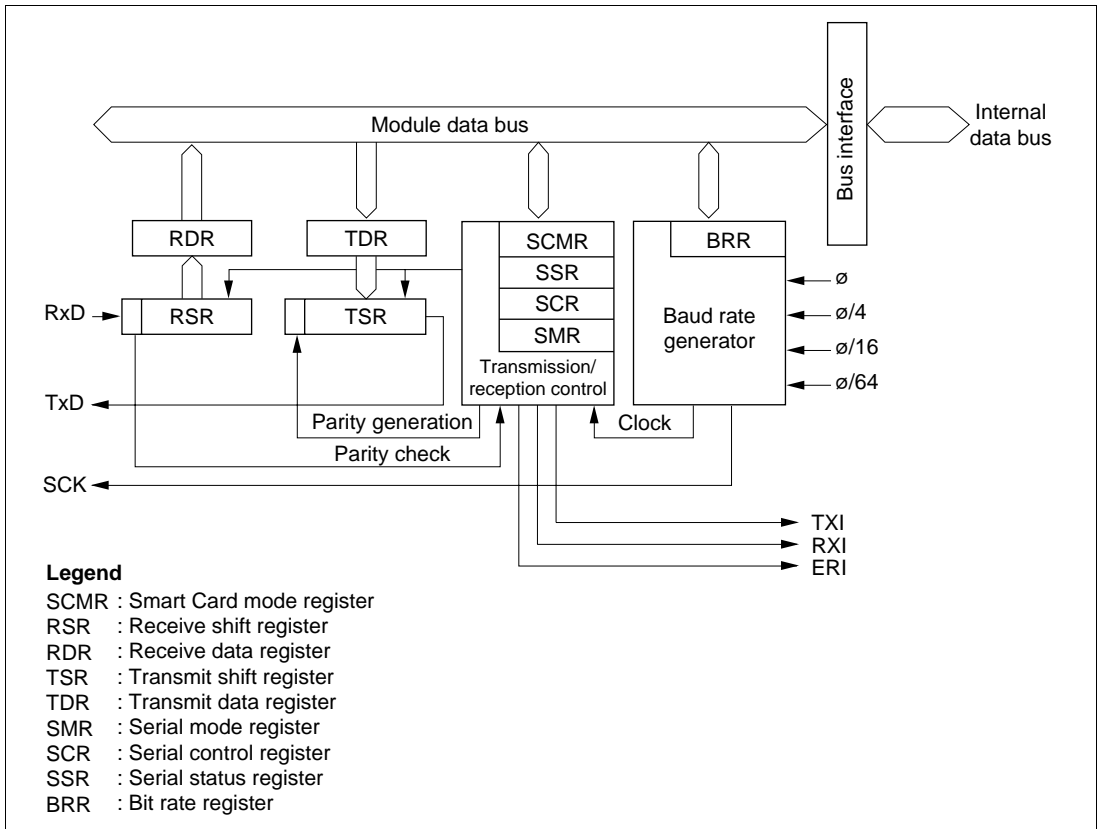 Module data bus
Bus interface
Internal
data bus
RDR
TDR
SCMR
SSR
SCR
SMR
Transmission/
reception control
BRR
Baud rate
generator
ø
ø/4
ø/16
ø/64
RxD
RSR
TSR
TxD
Parity generation
Parity check
Clock
SCK
TXI
RXI
ERI
Legend
SCMR : Smart Card mode register
RSR : Receive shift register
RDR : Receive data register
TSR : Transmit shift register
TDR : Transmit data register
SMR : Serial mode register
SCR : Serial control register
SSR : Serial status register
BRR : Bit rate register